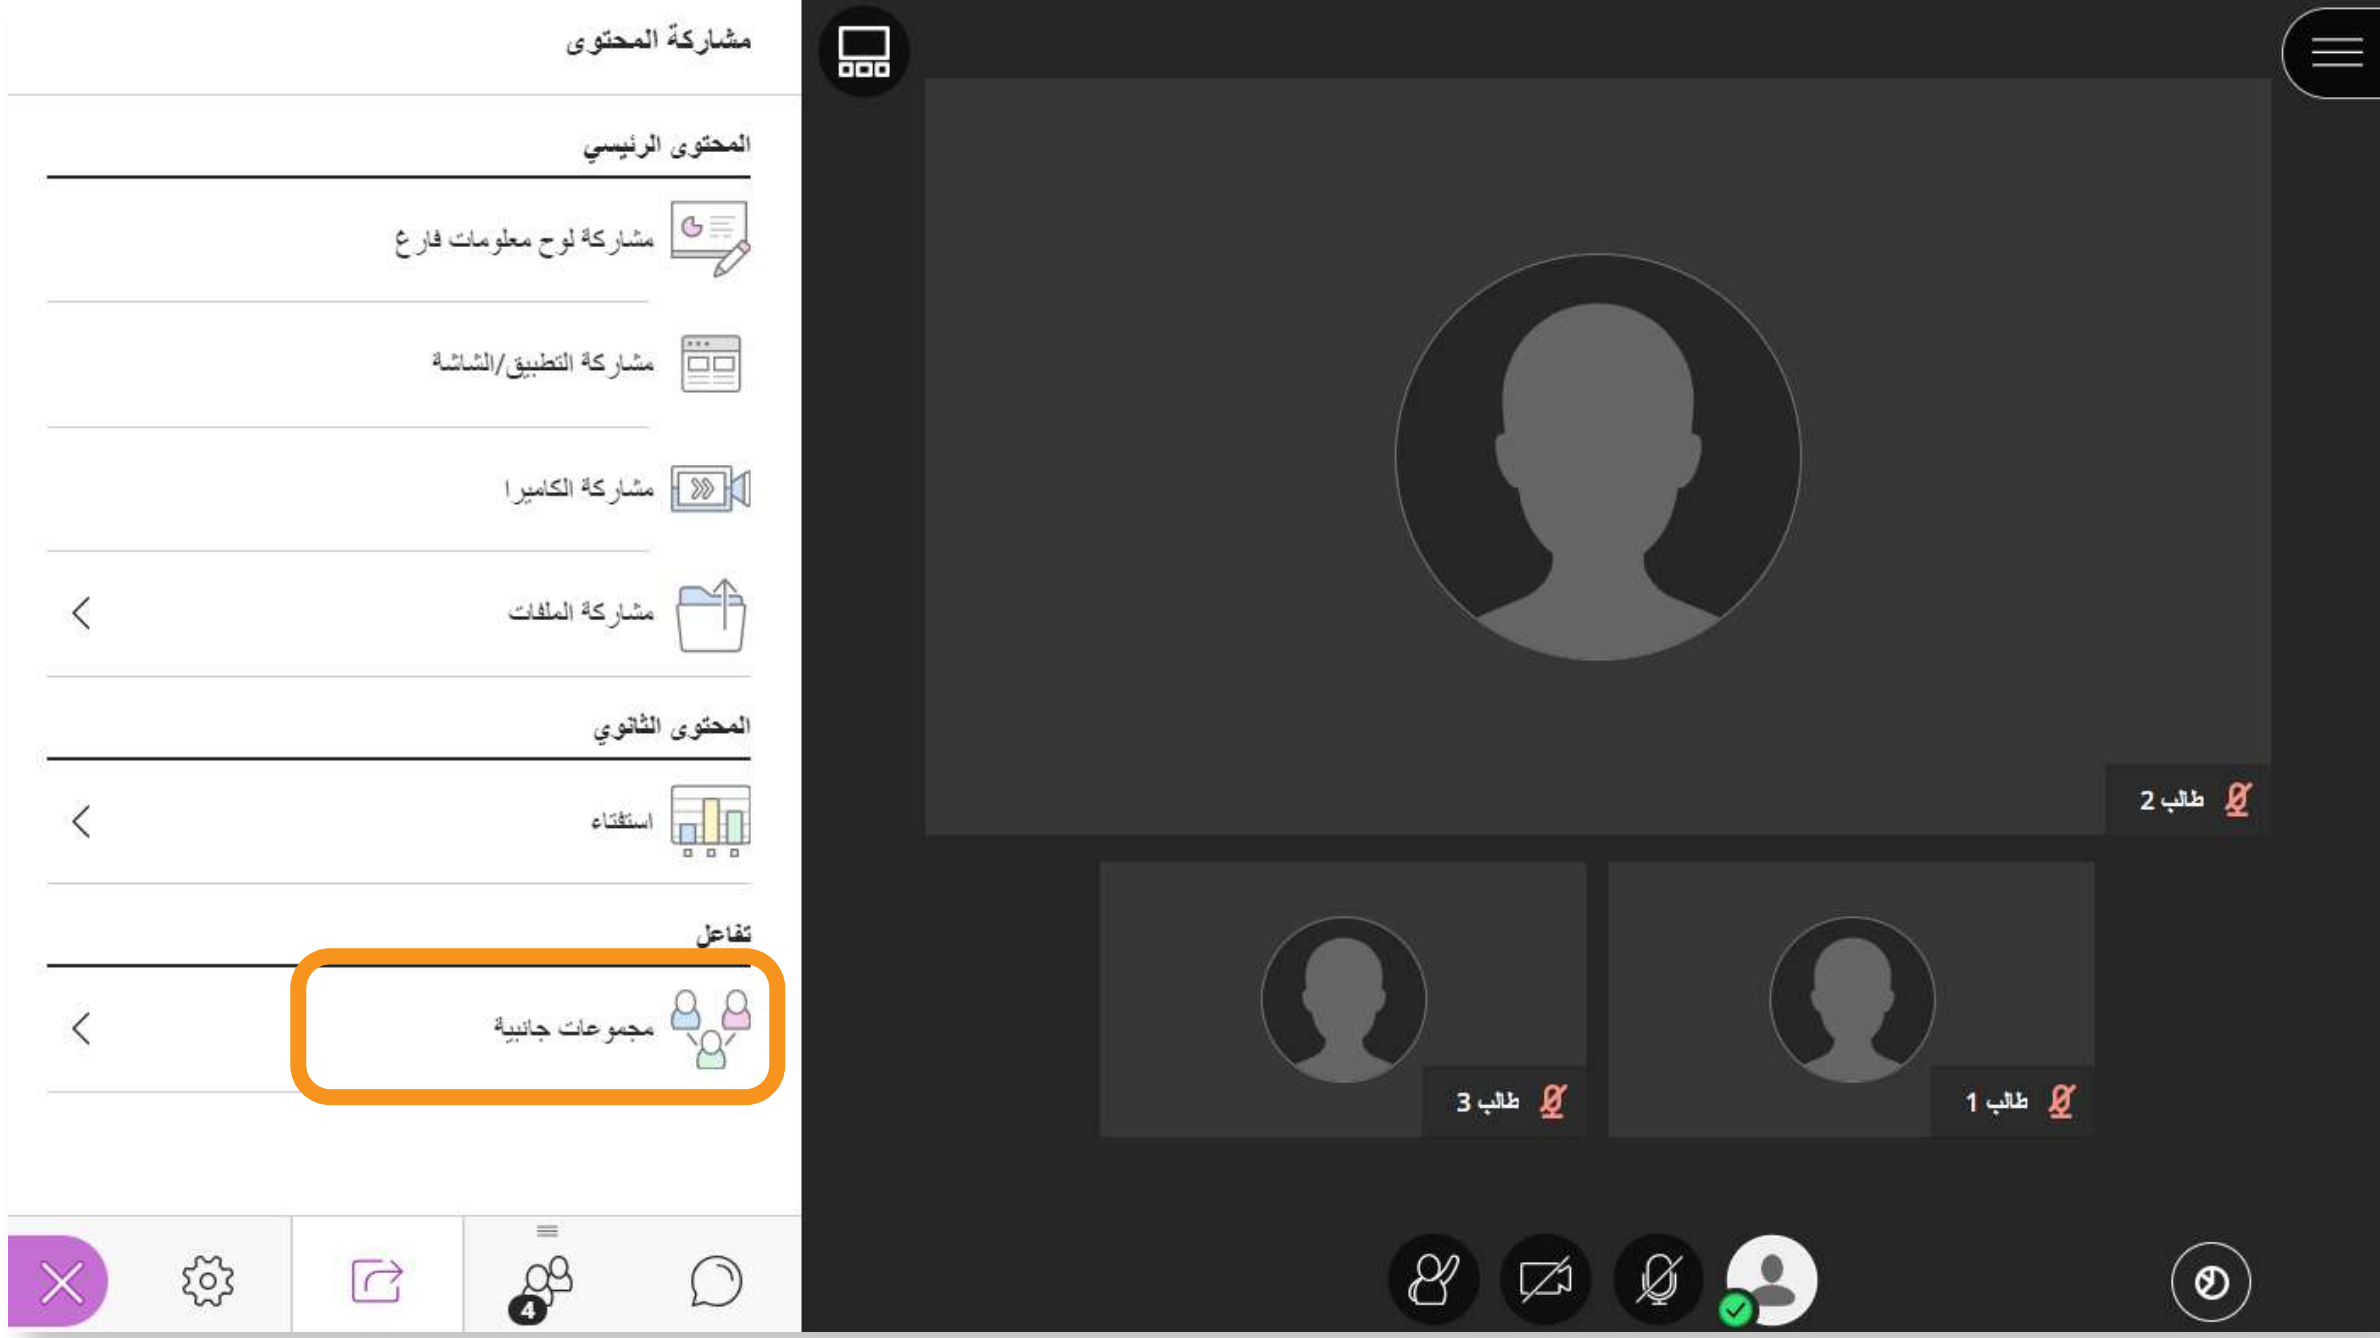 مشاركة المحتوى
المحتوى الرئيسي
مشاركة لوح معلومات فارغ
مشاركة التطبيق/الشاشة
مشاركة الكاميرا
مشاركة الملفات
المحتوى الثانوي
استفتاء
تفاعل
مجموعات جانبية
4
طالب 2
طالب 1
طالب 3